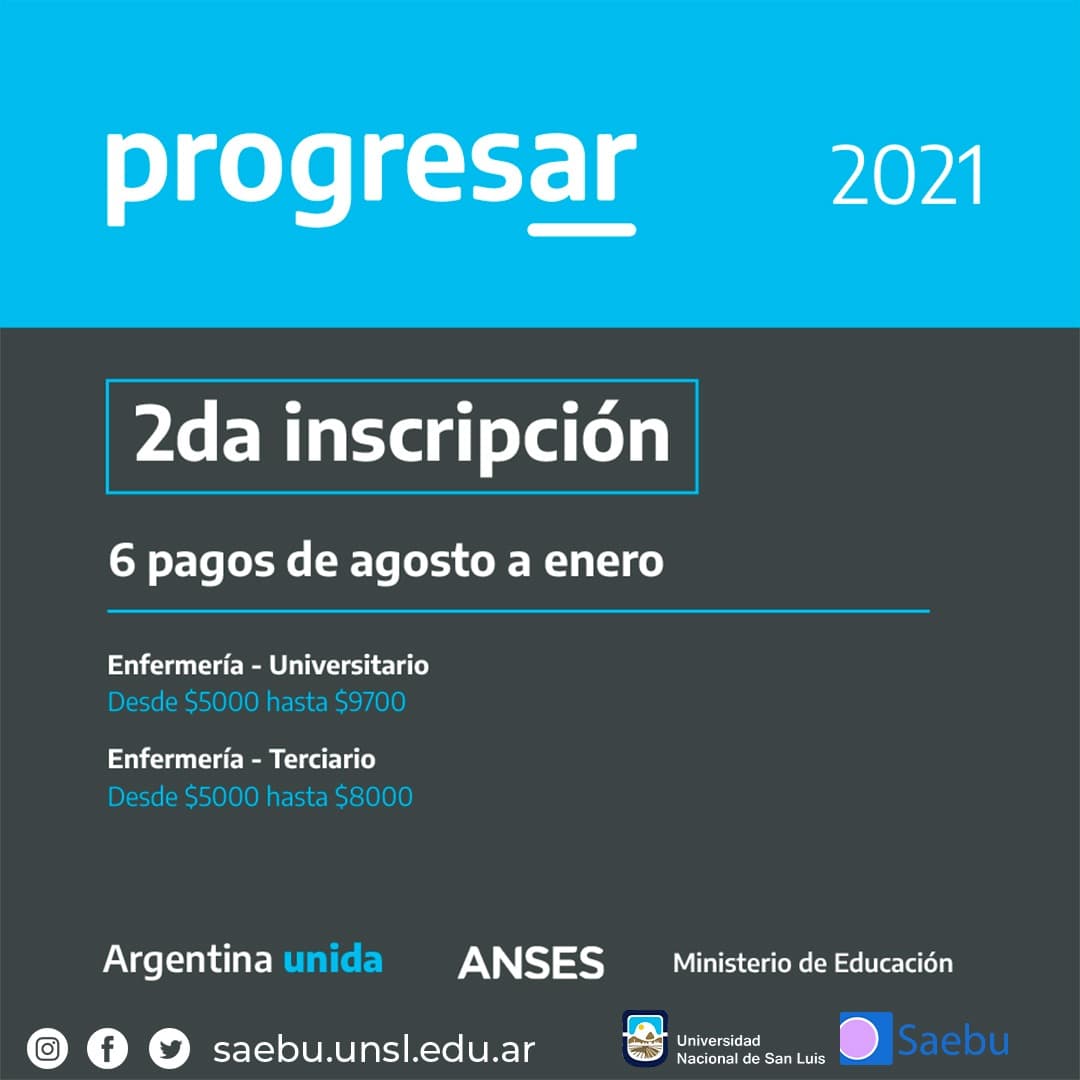 progresar
2021
2da inscripción
6 pagos de agosto a enero
Enfermería - Universitario
Desde $5000 hasta $9700
Enfermería - Terciario
Desde $5000 hasta $8000
Argentina unida
ANSES
Ministerio de Educación
saebu.unsl.edu.ar
Universidad
Nacional de San Luis
Saebu